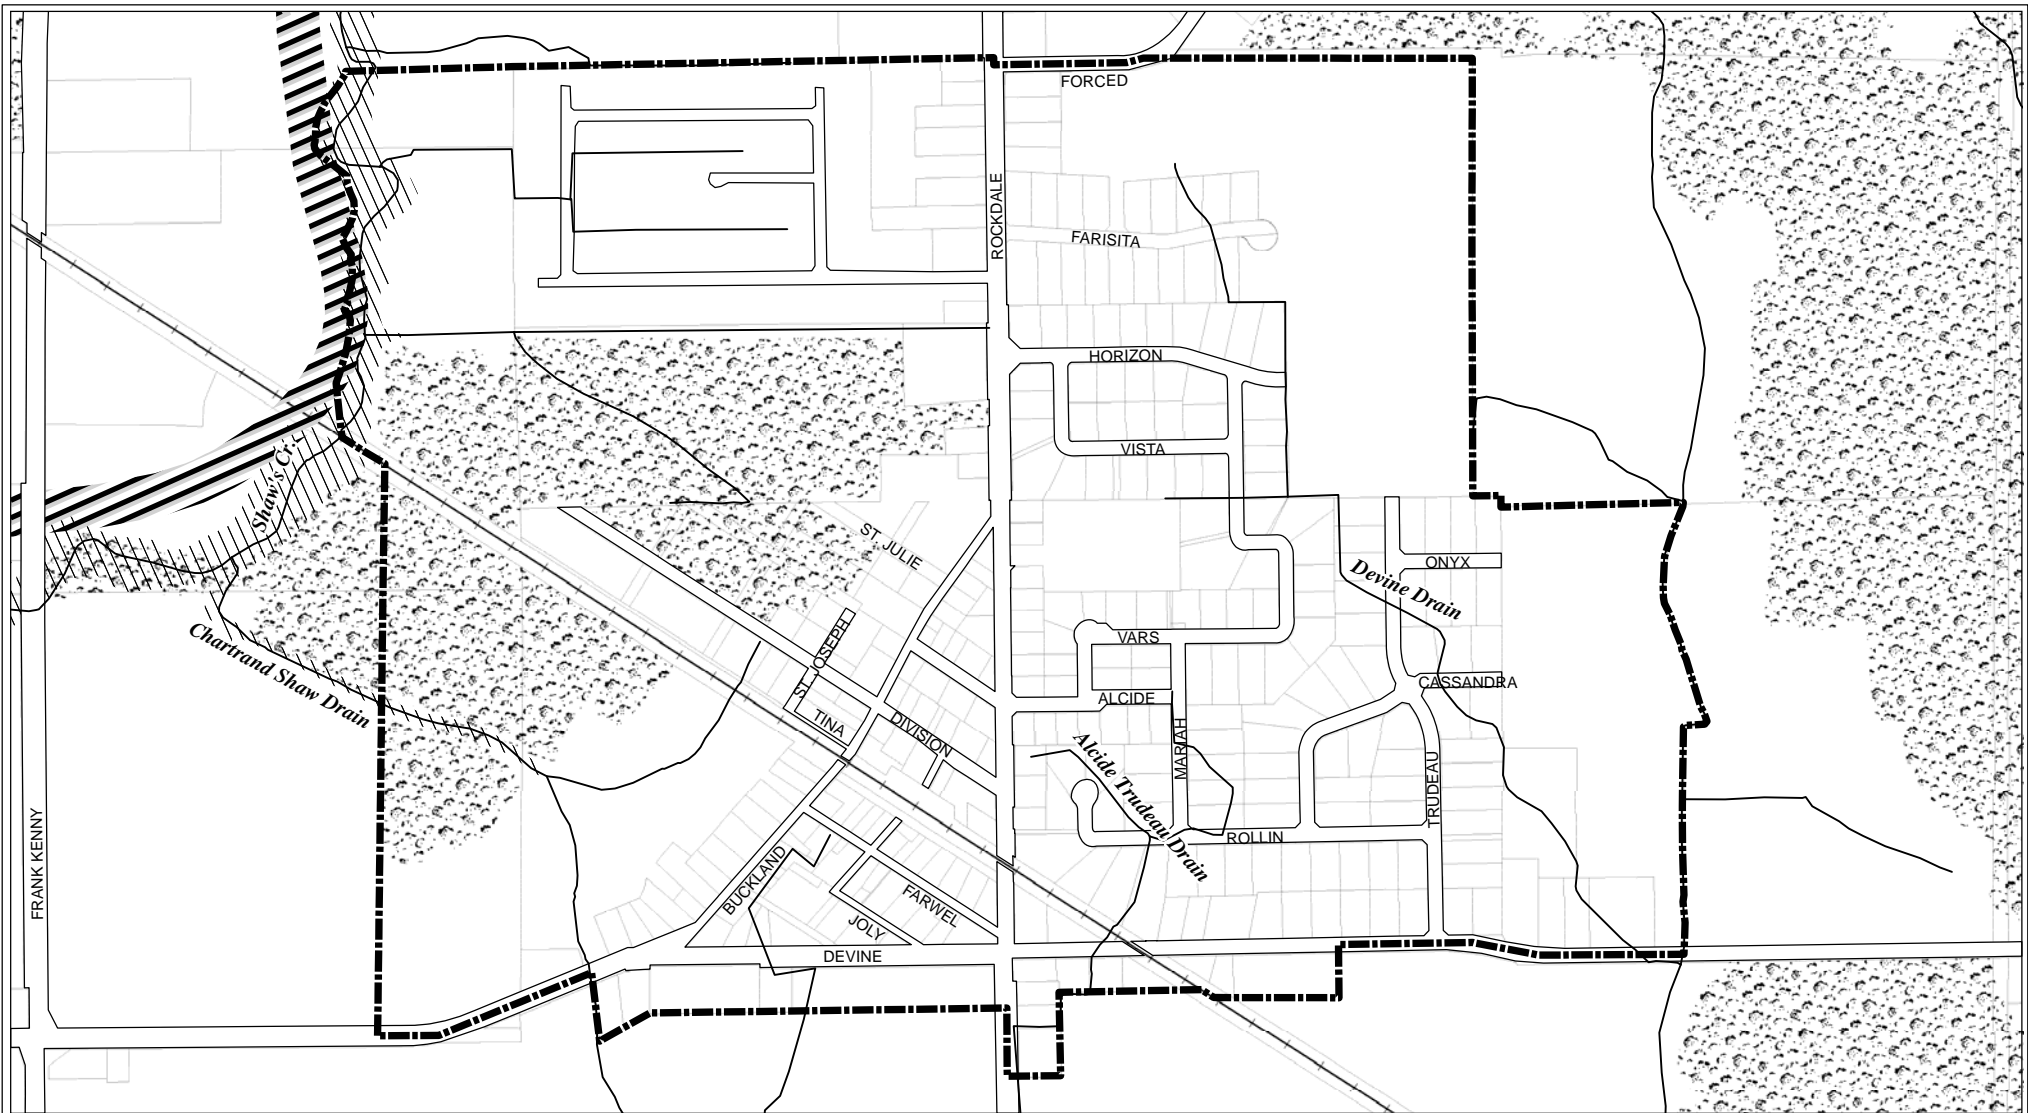 FORCED
ROCKDALE
FARISITA
HORIZON
VISTA
Shaw's Cr.
ST JULIE
ONYX
Devine Drain
Chartrand Shaw Drain
ST. JOSEPH
VARS
CASSANDRA
ALCIDE
TINA
DIVISION
MARIAH
Alcide Trudeau Drain
TRUDEAU
FRANK KENNY
ROLLIN
BUCKLAND
FARWEL
JOLY
DEVINE